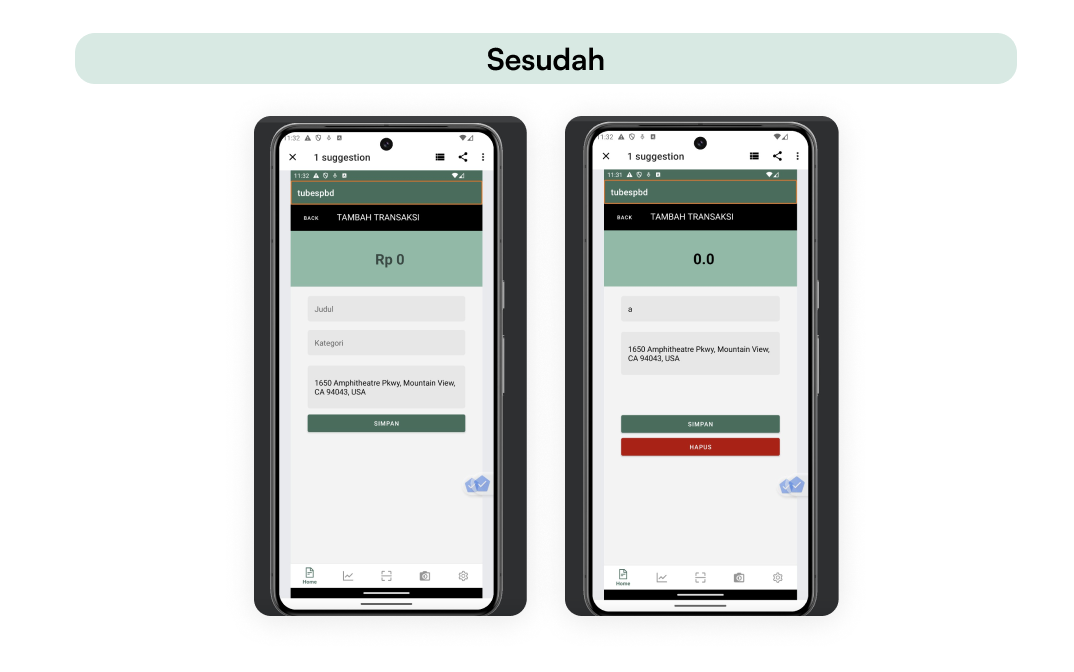 Sesudah
11:32
1 suggestion
11:32
tubespbd
BACK TAMBAH TRANSAKSI
Rp 0
Judul
Kategori
1650 Amphitheatre Pkwy, Mountain View,
CA 94043, USA
SIMPAN
Home
11:32
1 suggestion
11:31
tubespbd
BACK TAMBAH TRANSAKSI
0.0
a
1650 Amphitheatre Pkwy, Mountain View,
CA 94043, USA
SIMPAN
HAPUS
Home